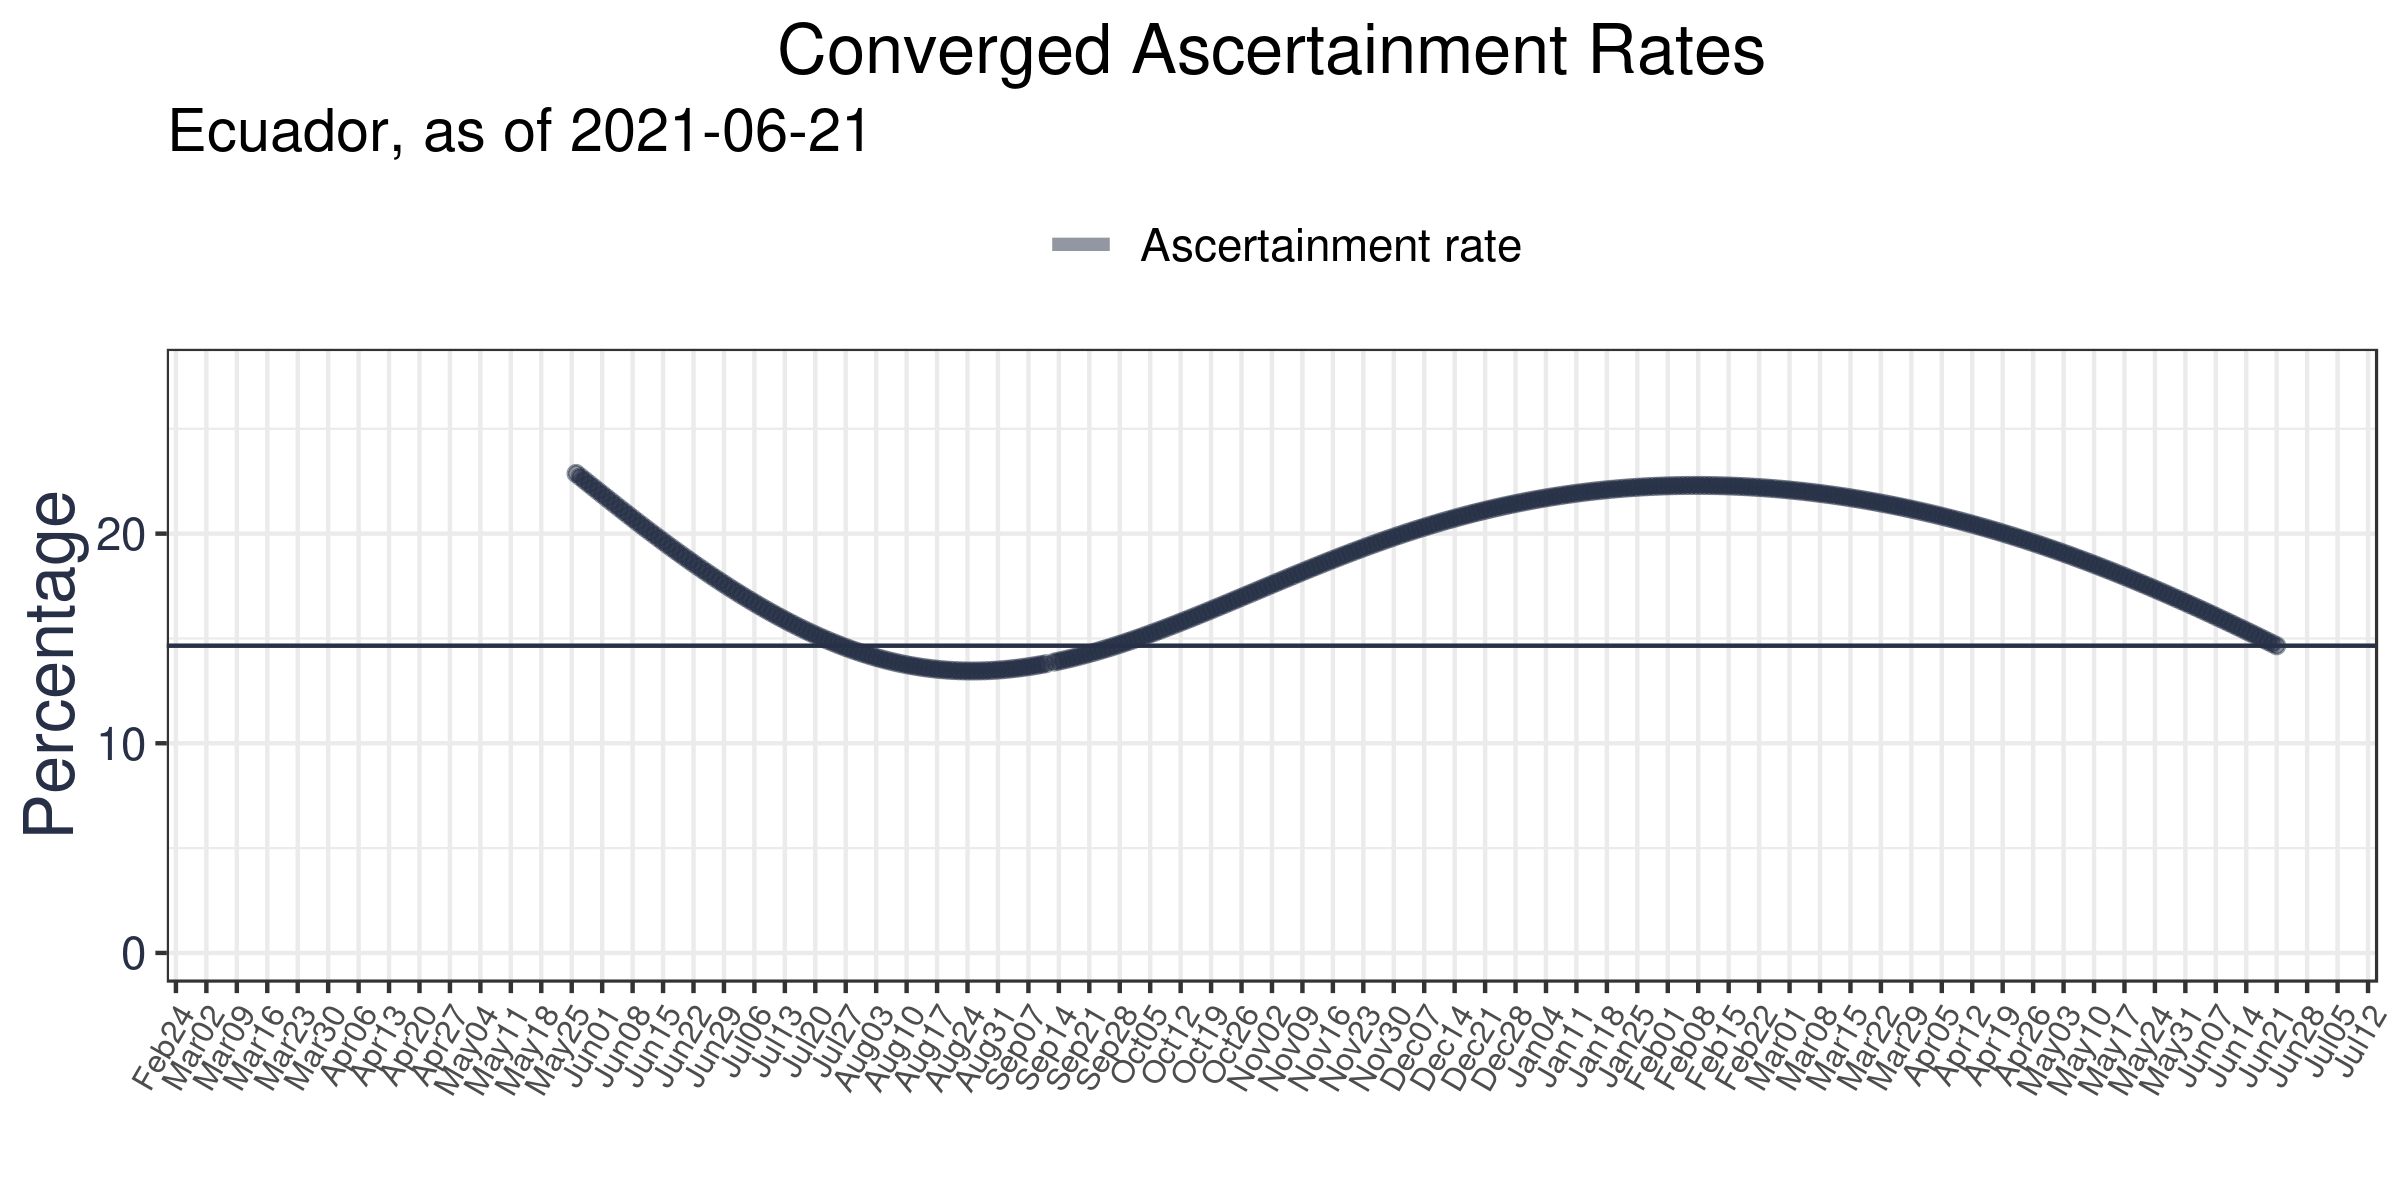 Converged Ascertainment Rates
Ecuador, as of 2021-06-21
Ascertainment rate
Percentage
20
10
0
Feb24
Mar02
Mar09
Mar16
Mar23
Mar30
Apr06
Apr13
Apr20
Apr27
May04
May11
May18
May25
Jun01
Jun08
Jun15
Jun22
Jun29
Jul06
Jul13
Jul20
Jul27
Aug03
Aug10
Aug17
Aug24
Aug31
Sep07
Sep14
Sep21
Sep28
Oct05
Oct12
Oct19
Oct26
Nov02
Nov09
Nov16
Nov23
Nov30
Dec07
Dec14
Dec21
Dec28
Jan04
Jan11
Jan18
Jan25
Feb01
Feb08
Feb15
Feb22
Mar01
Mar08
Mar15
Mar22
Mar29
Apr05
Apr12
Apr19
Apr26
May03
May10
May17
May24
May31
Jun07
Jun14
Jun21
Jun28
Jul05
Jul12